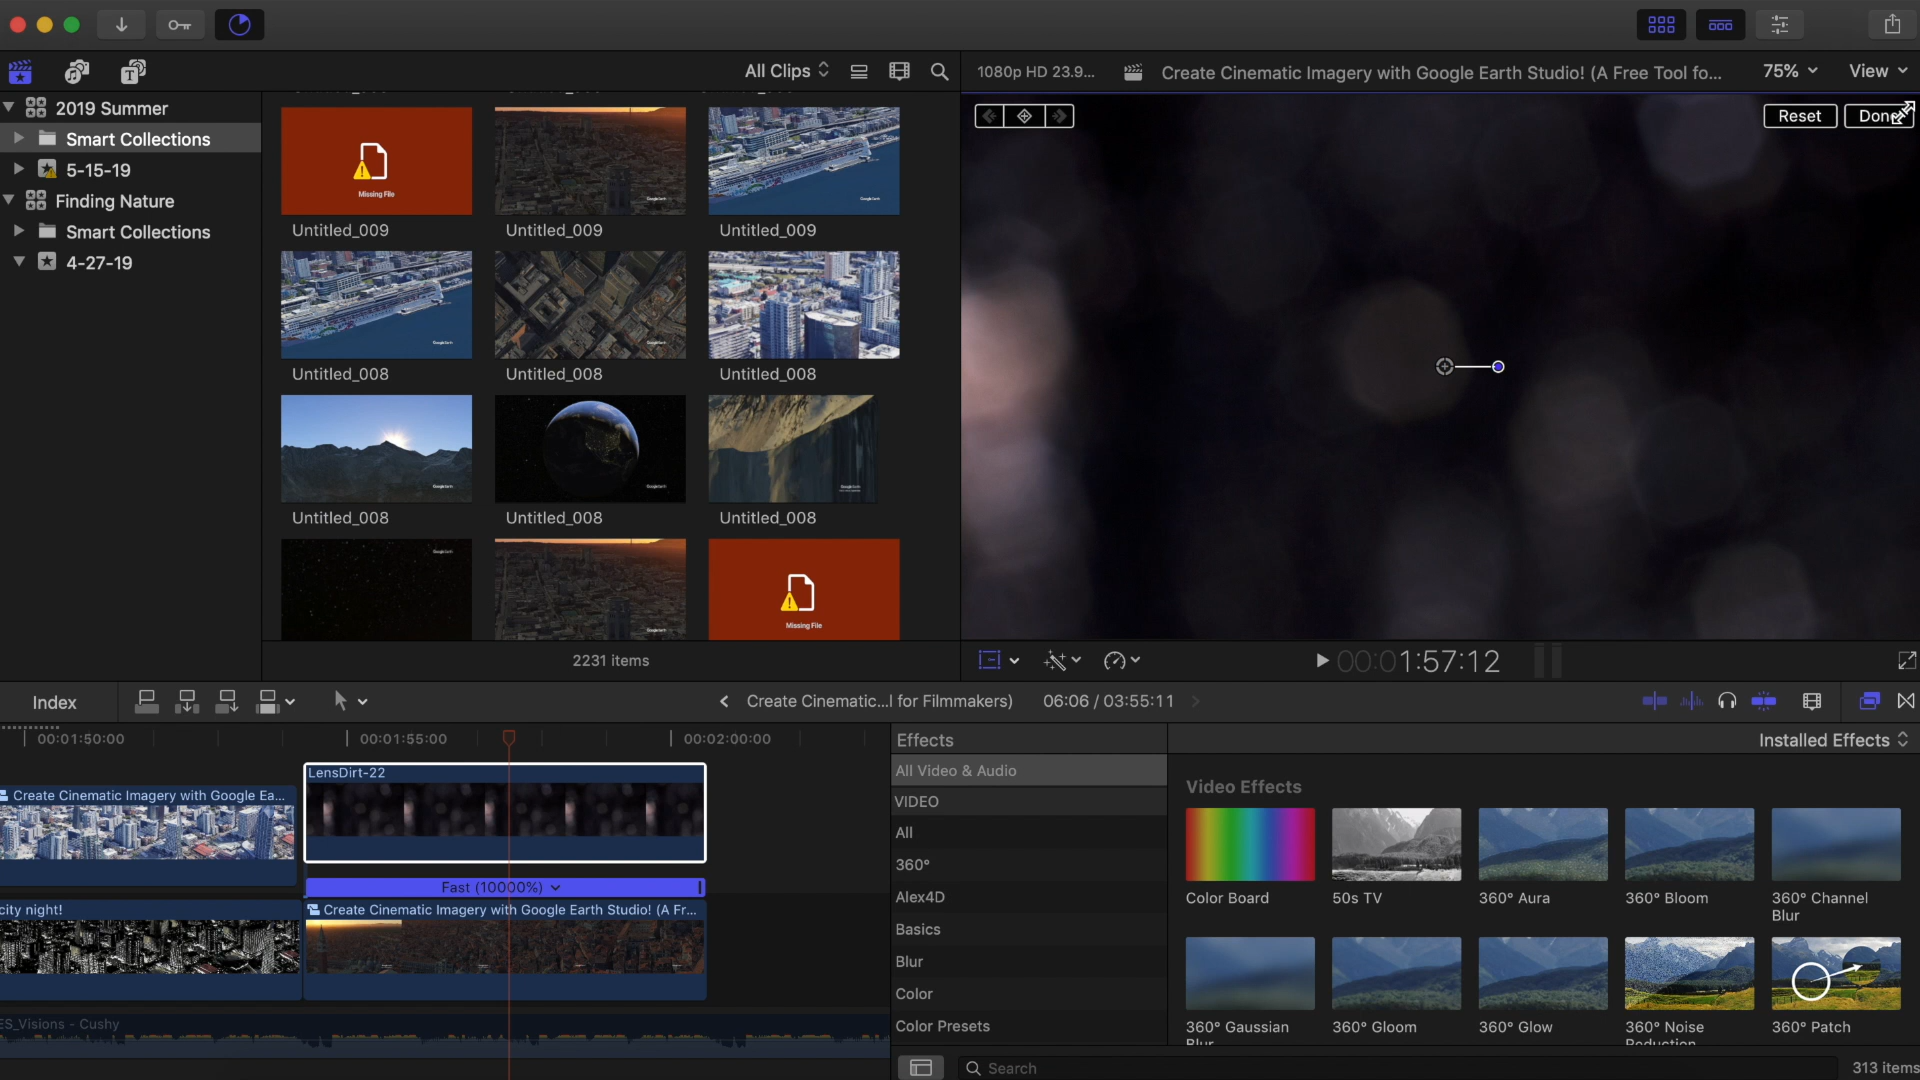 All Clips
1080p HD 23.9...
Create Cinematic Imagery with Google Earth Studio! (A Free Tool fo...
75%
View
2019 Summer
Smart Collections
5-15-19
Finding Nature
Smart Collections
4-27-19
Missing File
Untitled_009
Untitled_009
Untitled_009
Untitled_008
Untitled_008
Untitled_008
Untitled_008
Untitled_008
Untitled_008
Missing File
2231 items
Reset
Done
00:01:57:12
Index
Create Cinematic...l for Filmmakers)
06:06 / 03:55:11
00:01:50:00
00:01:55:00
00:02:00:00
LensDirt-22
Create Cinematic Imagery with Google Ea...
Fast (10000%)
city night!
Create Cinematic Imagery with Google Earth Studio! (A Fr...
ES_Visions - Cushy
Effects
Installed Effects
All Video & Audio
VIDEO
All
360°
Alex4D
Basics
Blur
Color
Color Presets
Video Effects
Color Board
50s TV
360° Aura
360° Bloom
360° Channel
Blur
360° Gaussian
Blur
360° Gloom
360° Glow
360° Noise
Reduction
360° Patch
Search
313 items